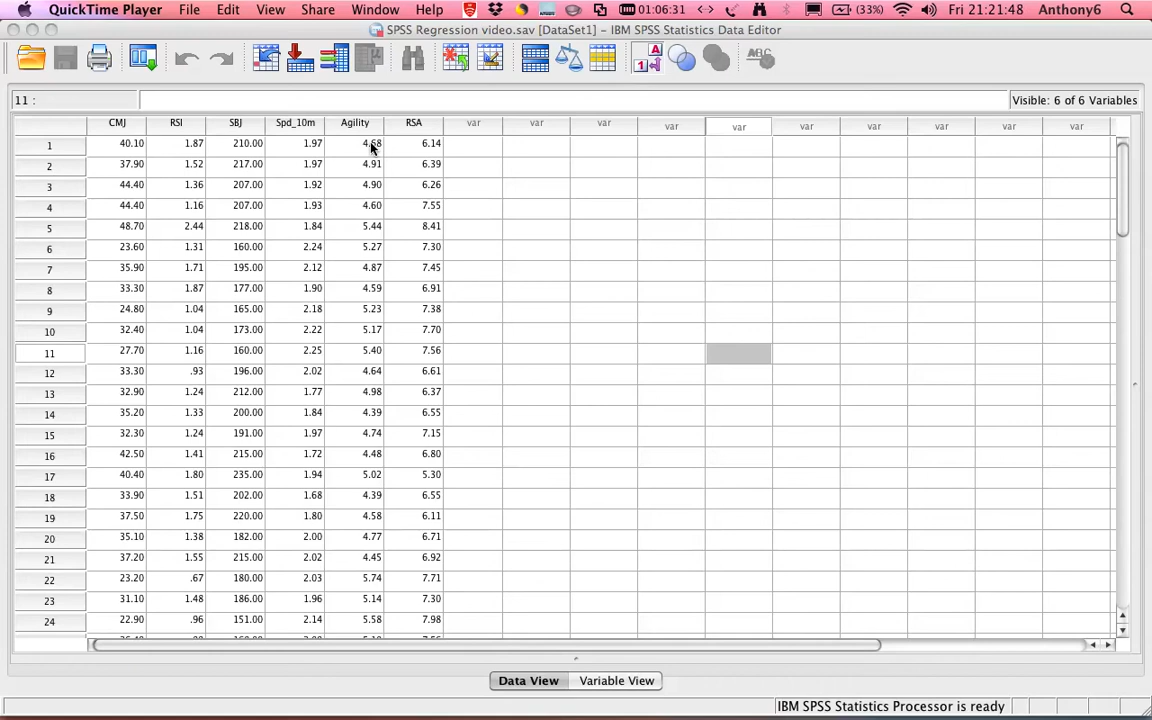 QuickTime Player File Edit View Share Window Help 01:06:31 (33%) Fri 21:21:48 Anthony6
SPSS Regression video.sav [DataSet1] – IBM SPSS Statistics Data Editor
11 : Visible: 6 of 6 Variables
CMJ RSI SBJ Spd_10m Agility RSA var var var var var var var var var var
1 40.10 1.87 210.00 1.97 6.14
2 37.90 1.52 217.00 1.97 4.91 6.39
3 44.40 1.36 207.00 1.92 4.90 6.26
4 44.40 1.16 207.00 1.93 4.60 7.55
5 48.70 2.44 218.00 1.84 5.44 8.41
6 23.60 1.31 160.00 2.24 5.27 7.30
7 35.90 1.71 195.00 2.12 4.87 7.45
8 33.30 1.87 177.00 1.90 4.59 6.91
9 24.80 1.04 165.00 2.18 5.23 7.38
10 32.40 1.04 173.00 2.22 5.17 7.70
11 27.70 1.16 160.00 2.25 5.40 7.56
12 33.30 .93 196.00 2.02 4.64 6.61
13 32.90 1.24 212.00 1.77 4.98 6.37
14 35.20 1.33 200.00 1.84 4.39 6.55
15 32.30 1.24 191.00 1.97 4.74 7.15
16 42.50 1.41 215.00 1.72 4.48 6.80
17 40.40 1.80 235.00 1.94 5.02 5.30
18 33.90 1.51 202.00 1.68 4.39 6.55
19 37.50 1.75 220.00 1.80 4.58 6.11
20 35.10 1.38 182.00 2.00 4.77 6.71
21 37.20 1.55 215.00 2.02 4.45 6.92
22 23.20 .67 180.00 2.03 5.74 7.71
23 31.10 1.48 186.00 1.96 5.14 7.30
24 22.90 .96 151.00 2.14 5.58 7.98
Data View Variable View
IBM SPSS Statistics Processor is ready